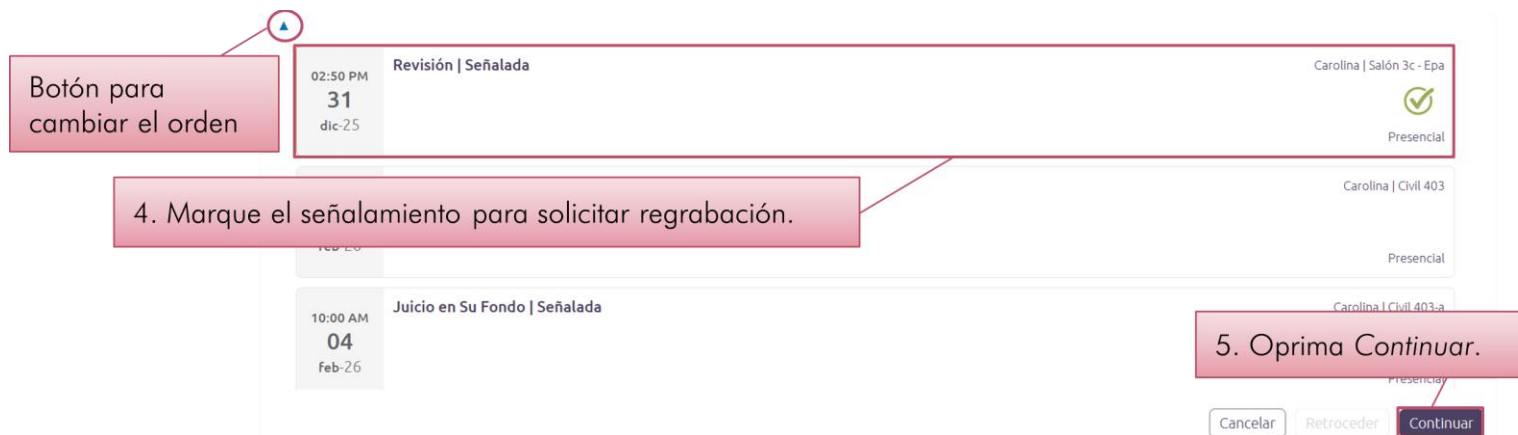 Botón para
cambiar el orden
02:50 PM
31
dic-25
Revisión | Señalada
Carolina | Salón 3c - Epa
Presencial
4. Marque el señalamiento para solicitar regrabación.
Carolina | Civil 403
Presencial
10:00 AM
04
feb-26
Juicio en Su Fondo | Señalada
Carolina | Civil 403-a
5. Oprima Continuar.
Presencial
Cancelar
Retroceder
Continuar